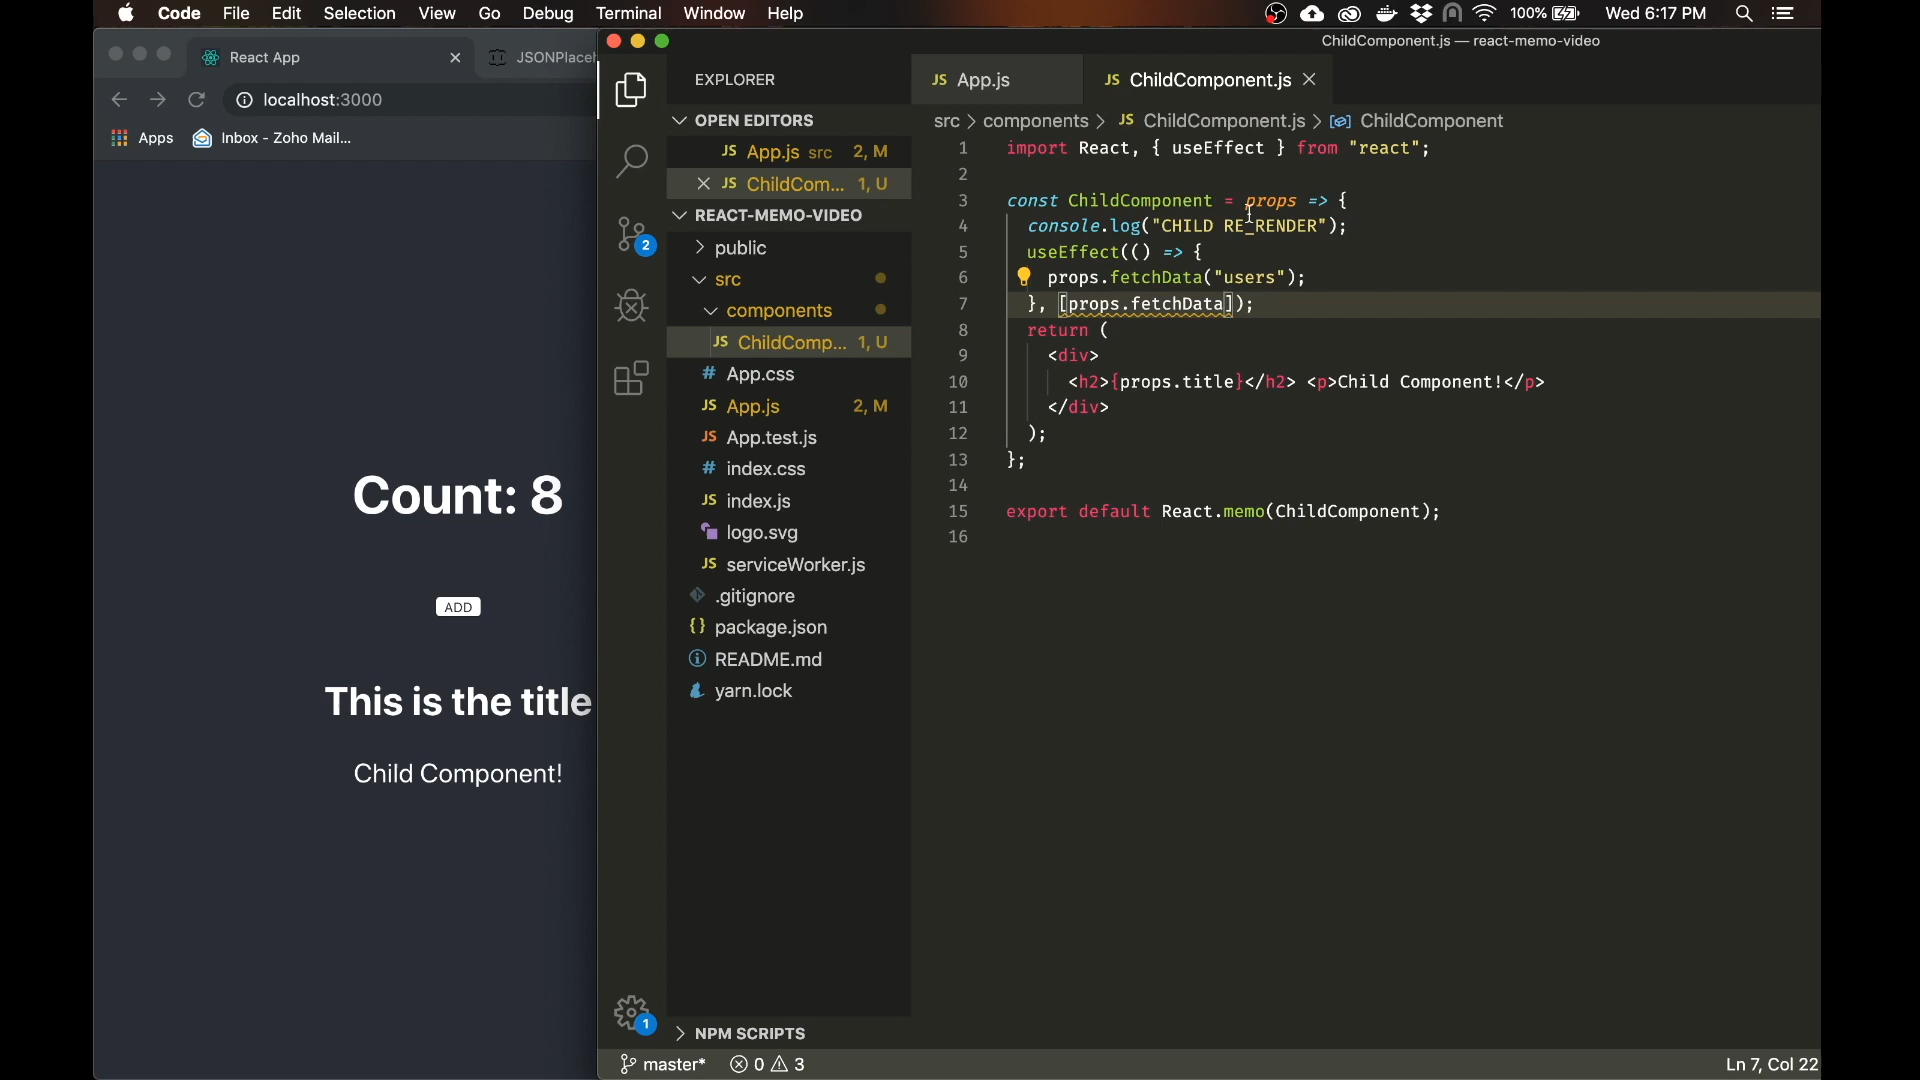 Code File Edit Selection View Go Debug Terminal Window Help 100% Wed 6:17 PM
React App
JSONPlaceh
localhost:3000
Apps Inbox - Zoho Mail...
Count: 8
ADD
This is the title
Child Component!
ChildComponent.js — react-memo-video
EXPLORER
OPEN EDITORS
JS App.js src 2, M
JS ChildCom... 1, U
REACT-MEMO-VIDEO
public
src
components
JS ChildComp... 1, U
# App.css
JS App.js 2, M
JS App.test.js
# index.css
JS index.js
logo.svg
JS serviceWorker.js
.gitignore
{} package.json
README.md
yarn.lock
NPM SCRIPTS
2
1
JS App.js
JS ChildComponent.js
src > components > JS ChildComponent.js > ChildComponent
1 import React, { useEffect } from "react";
2
3 const ChildComponent = props => {
4 console.log("CHILD RE_RENDER");
5 useEffect(() => {
6 props.fetchData("users");
7 }, [props.fetchData]);
8 return (
9 <div>
10 <h2>{props.title}</h2> <p>Child Component!</p>
11 </div>
12 );
13 };
14
15 export default React.memo(ChildComponent);
16
master* 0 3
Ln 7, Col 22